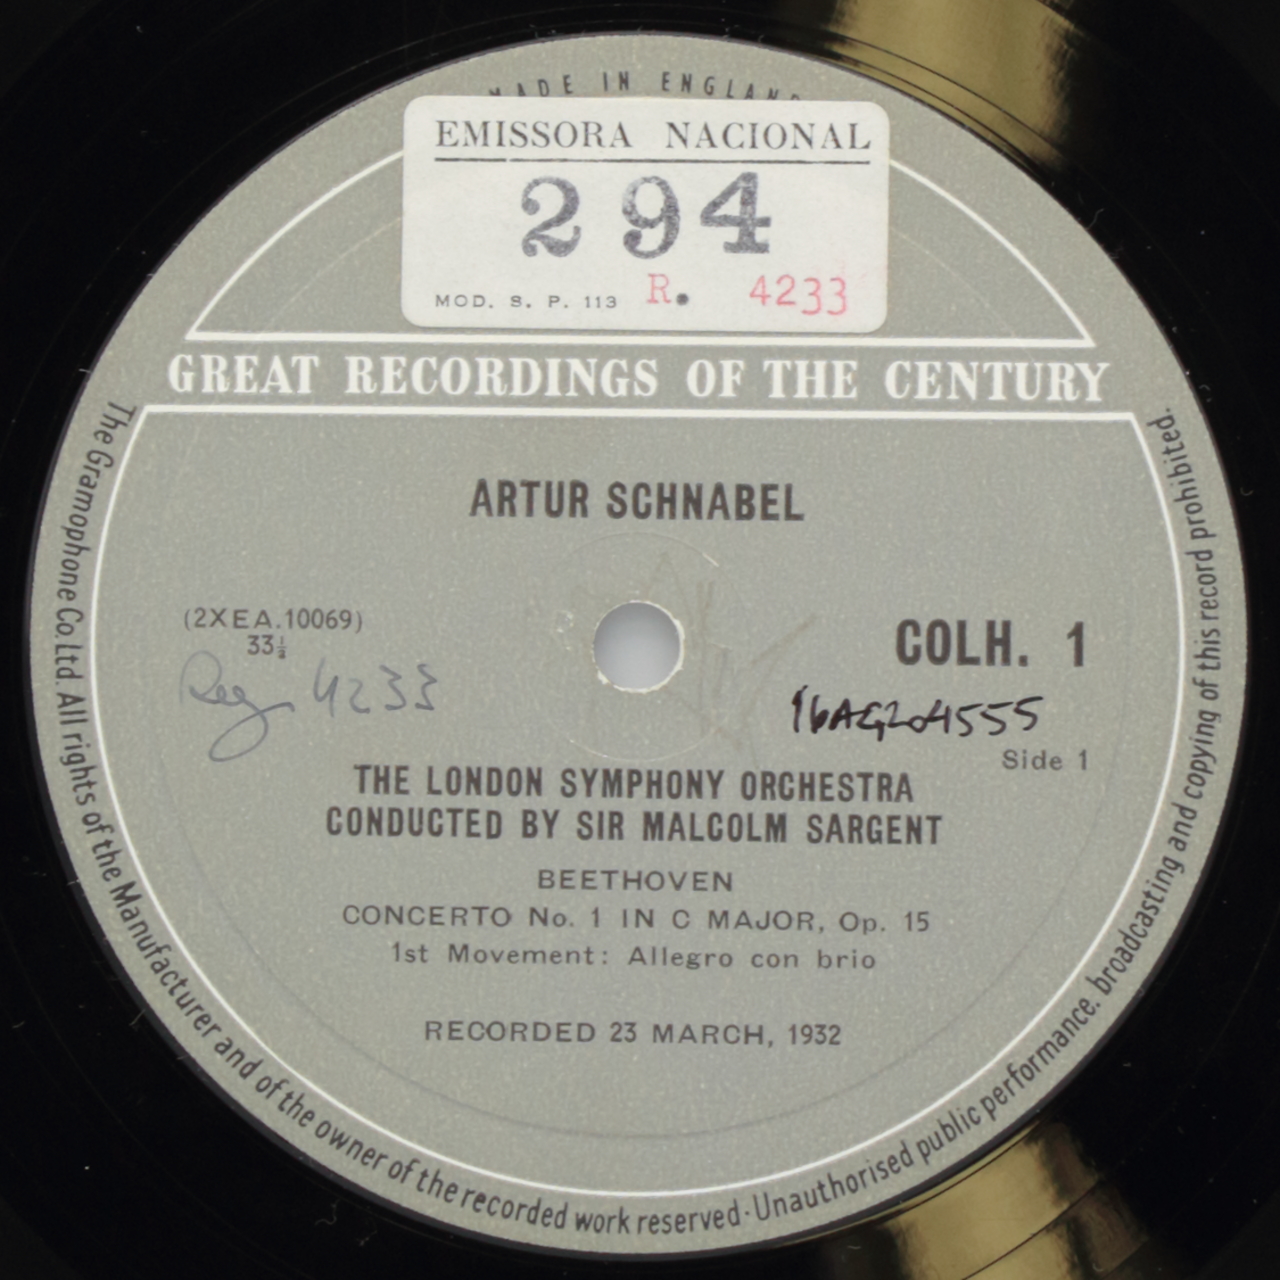 MADE IN ENGLAND
EMISSORA NACIONAL
294
MOD. S. P. 113 R. 4233
GREAT RECORDINGS OF THE CENTURY
ARTUR SCHNABEL
(2XEA.10069)
33⅓
COLH. 1
Reg. 4233
16AG204555
Side 1
THE LONDON SYMPHONY ORCHESTRA
CONDUCTED BY SIR MALCOLM SARGENT
BEETHOVEN
CONCERTO No. 1 IN C MAJOR, Op. 15
1st Movement: Allegro con brio
RECORDED 23 MARCH, 1932
The Gramophone Co. Ltd. All rights of the Manufacturer and of the owner of the recorded work reserved · Unauthorised public performance, broadcasting and copying of this record prohibited.